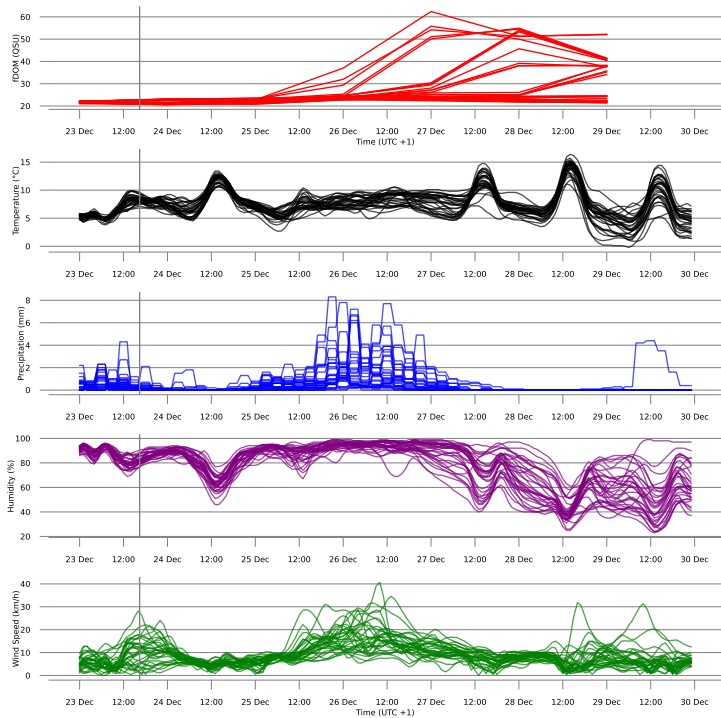 60
50
40
30
20
fDOM (QSU)
23 Dec 12:00 24 Dec 12:00 25 Dec 12:00 26 Dec 12:00 27 Dec 12:00 28 Dec 12:00 29 Dec 12:00 30 Dec
Time (UTC +1)
15
10
5
0
Temperature (°C)
23 Dec 12:00 24 Dec 12:00 25 Dec 12:00 26 Dec 12:00 27 Dec 12:00 28 Dec 12:00 29 Dec 12:00 30 Dec
8
6
4
2
0
Precipitation (mm)
23 Dec 12:00 24 Dec 12:00 25 Dec 12:00 26 Dec 12:00 27 Dec 12:00 28 Dec 12:00 29 Dec 12:00 30 Dec
100
80
60
40
20
Humidity (%)
23 Dec 12:00 24 Dec 12:00 25 Dec 12:00 26 Dec 12:00 27 Dec 12:00 28 Dec 12:00 29 Dec 12:00 30 Dec
40
30
20
10
0
Wind Speed (km/h)
23 Dec 12:00 24 Dec 12:00 25 Dec 12:00 26 Dec 12:00 27 Dec 12:00 28 Dec 12:00 29 Dec 12:00 30 Dec
Time (UTC +1)